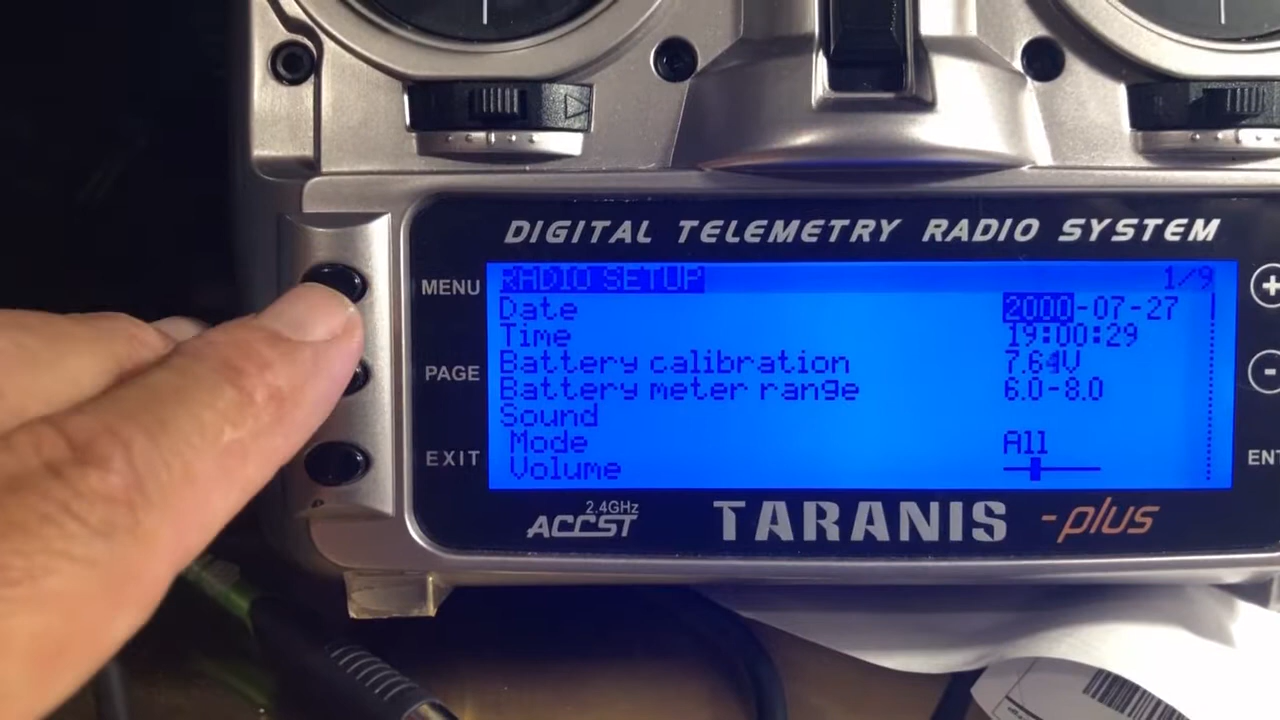 DIGITAL TELEMETRY RADIO SYSTEM
MENU
PAGE
EXIT
RADIO SETUP 1/9
Date 2000-07-27
Time 19:00:29
Battery calibration 7.64V
Battery meter range 6.0-8.0
Sound
Mode All
Volume
+
-
ENT
2.4GHz
ACCST
TARANIS -plus